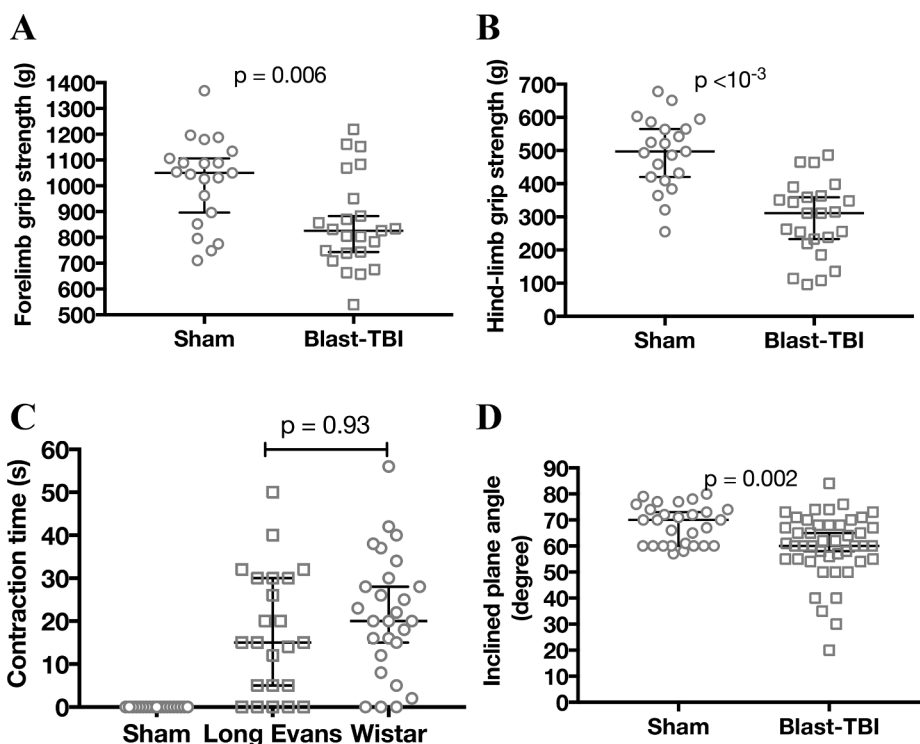 A
p = 0.006
Forelimb grip strength (g)
1400
1300
1200
1100
1000
900
800
700
600
500
Sham
Blast-TBI
B
p <10-3
Hind-limb grip strength (g)
700
600
500
400
300
200
100
0
Sham
Blast-TBI
C
p = 0.93
Contraction time (s)
60
50
40
30
20
10
0
Sham
Long Evans
Wistar
D
p = 0.002
Inclined plane angle
(degree)
90
80
70
60
50
40
30
20
10
0
Sham
Blast-TBI